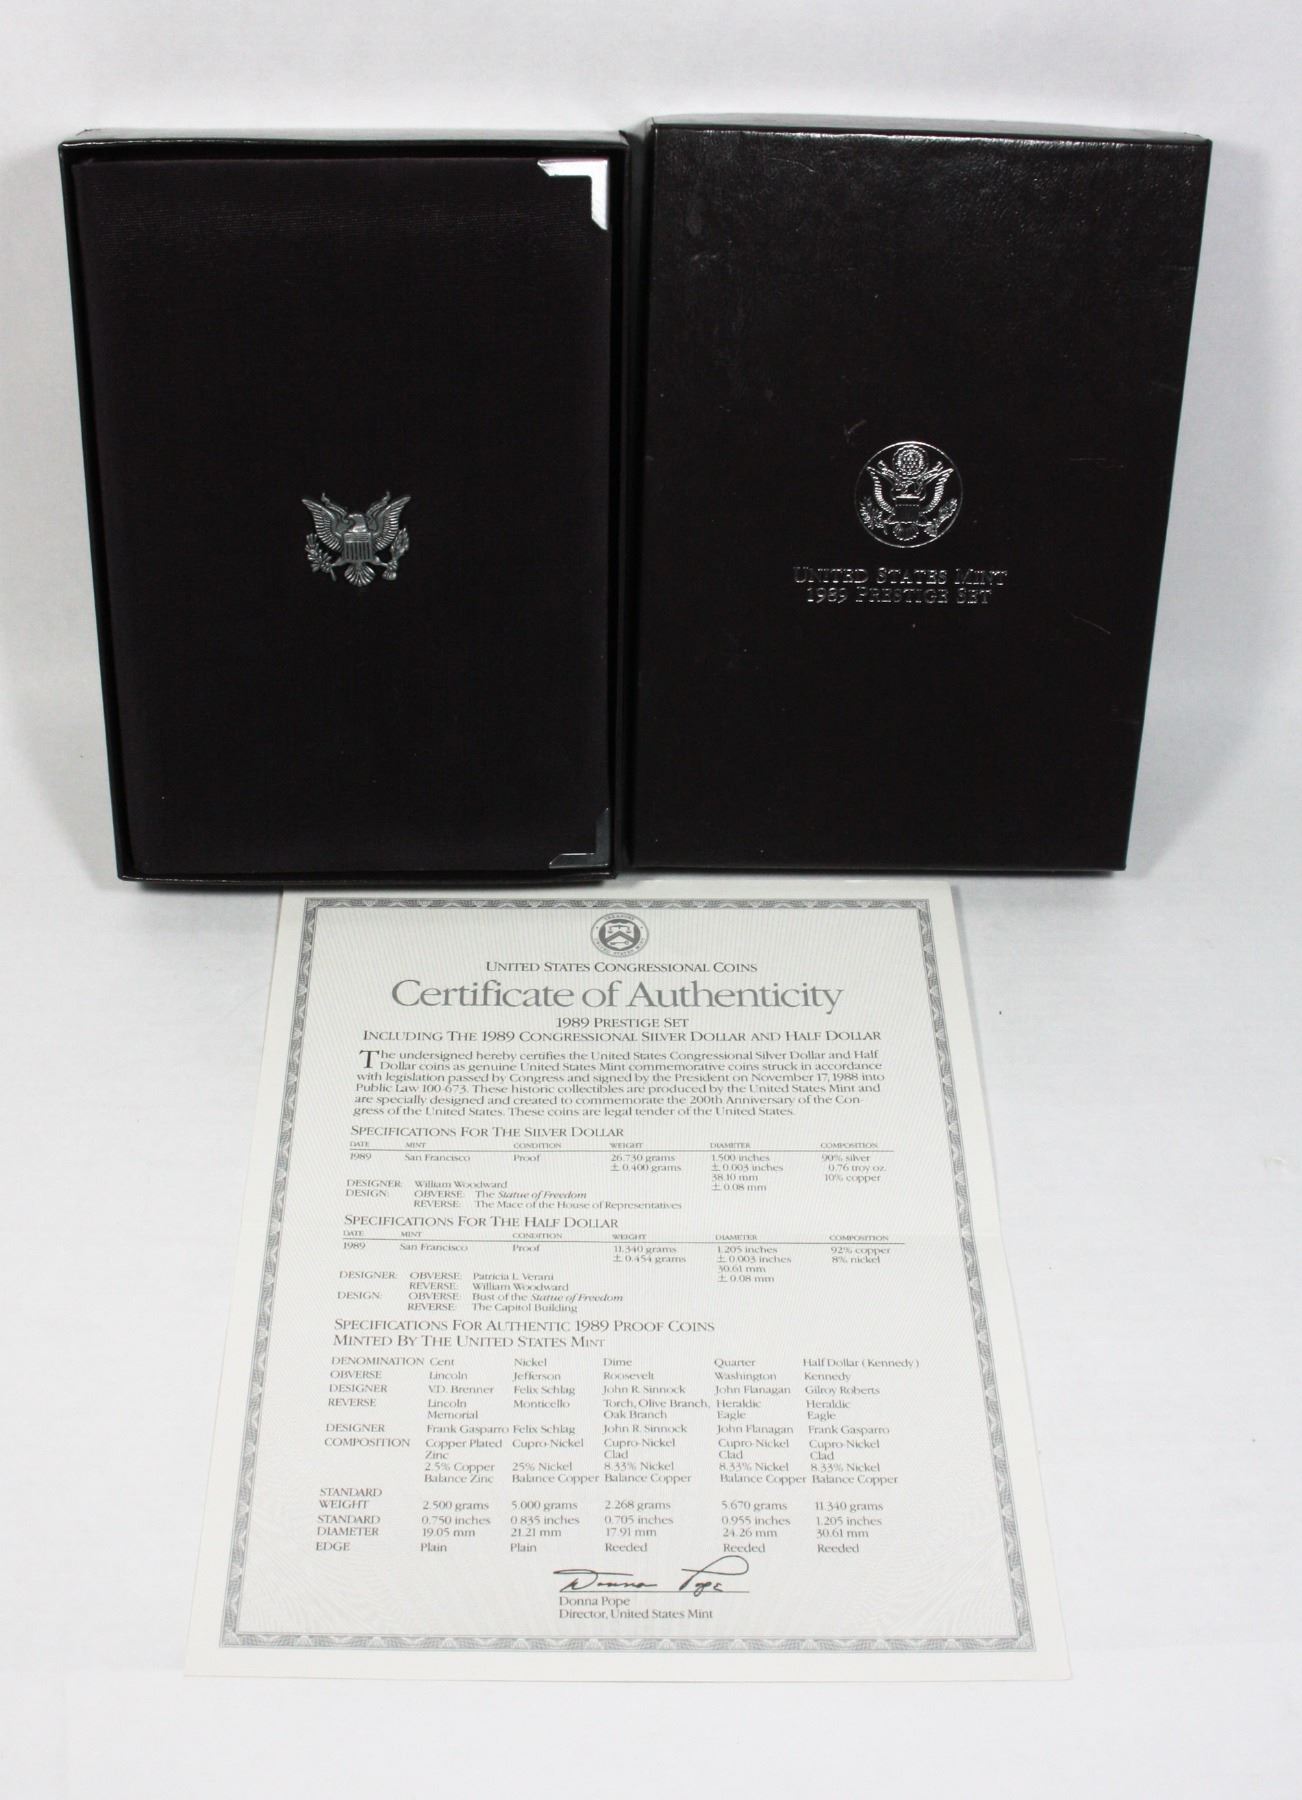 UNITED STATES MINT
1989 PRESTIGE SET
UNITED STATES CONGRESSIONAL COINS
Certificate of Authenticity
1989 PRESTIGE SET
INCLUDING THE 1989 CONGRESSIONAL SILVER DOLLAR AND HALF DOLLAR
The undersigned hereby certifies the United States Congressional Silver Dollar and Half
Dollar coins as genuine United States Mint commemorative coins struck in accordance
with legislation passed by Congress and signed by the President on November 17, 1988 into
Public Law 100-673. These historic collectibles are produced by the United States Mint and
are specially designed and created to commemorate the 200th Anniversary of the Con-
gress of the United States. These coins are legal tender of the United States.
SPECIFICATIONS FOR THE SILVER DOLLAR
DATE MINT CONDITION WEIGHT DIAMETER COMPOSITION
1989 San Francisco Proof 26.730 grams 1.500 inches 90% silver
± 0.400 grams ± 0.003 inches 0.76 troy oz.
38.10 mm 10% copper
± 0.08 mm
DESIGNER: William Woodward
DESIGN: OBVERSE: The Statue of Freedom
REVERSE: The Mace of the House of Representatives
SPECIFICATIONS FOR THE HALF DOLLAR
DATE MINT CONDITION WEIGHT DIAMETER COMPOSITION
1989 San Francisco Proof 11.340 grams 1.205 inches 92% copper
± 0.454 grams ± 0.003 inches 8% nickel
30.61 mm
± 0.08 mm
DESIGNER: OBVERSE: Patricia L. Verani
REVERSE: William Woodward
DESIGN: OBVERSE: Bust of the Statue of Freedom
REVERSE: The Capitol Building
SPECIFICATIONS FOR AUTHENTIC 1989 PROOF COINS
MINTED BY THE UNITED STATES MINT
DENOMINATION Cent Nickel Dime Quarter Half Dollar (Kennedy)
OBVERSE Lincoln Jefferson Roosevelt Washington Kennedy
DESIGNER V.D. Brenner Felix Schlag John R. Sinnock John Flanagan Gilroy Roberts
REVERSE Lincoln Monticello Torch, Olive Branch, Heraldic Heraldic
Memorial Oak Branch Eagle Eagle
DESIGNER Frank Gasparro Felix Schlag John R. Sinnock John Flanagan Frank Gasparro
COMPOSITION Copper Plated Cupro-Nickel Cupro-Nickel Cupro-Nickel Cupro-Nickel
Zinc Clad Clad Clad
2.5% Copper 25% Nickel 8.33% Nickel 8.33% Nickel 8.33% Nickel
Balance Zinc Balance Copper Balance Copper Balance Copper Balance Copper
STANDARD
WEIGHT 2.500 grams 5.000 grams 2.268 grams 5.670 grams 11.340 grams
STANDARD 0.750 inches 0.835 inches 0.705 inches 0.955 inches 1.205 inches
DIAMETER 19.05 mm 21.21 mm 17.91 mm 24.26 mm 30.61 mm
EDGE Plain Plain Reeded Reeded Reeded
Donna Pope
Donna Pope
Director, United States Mint